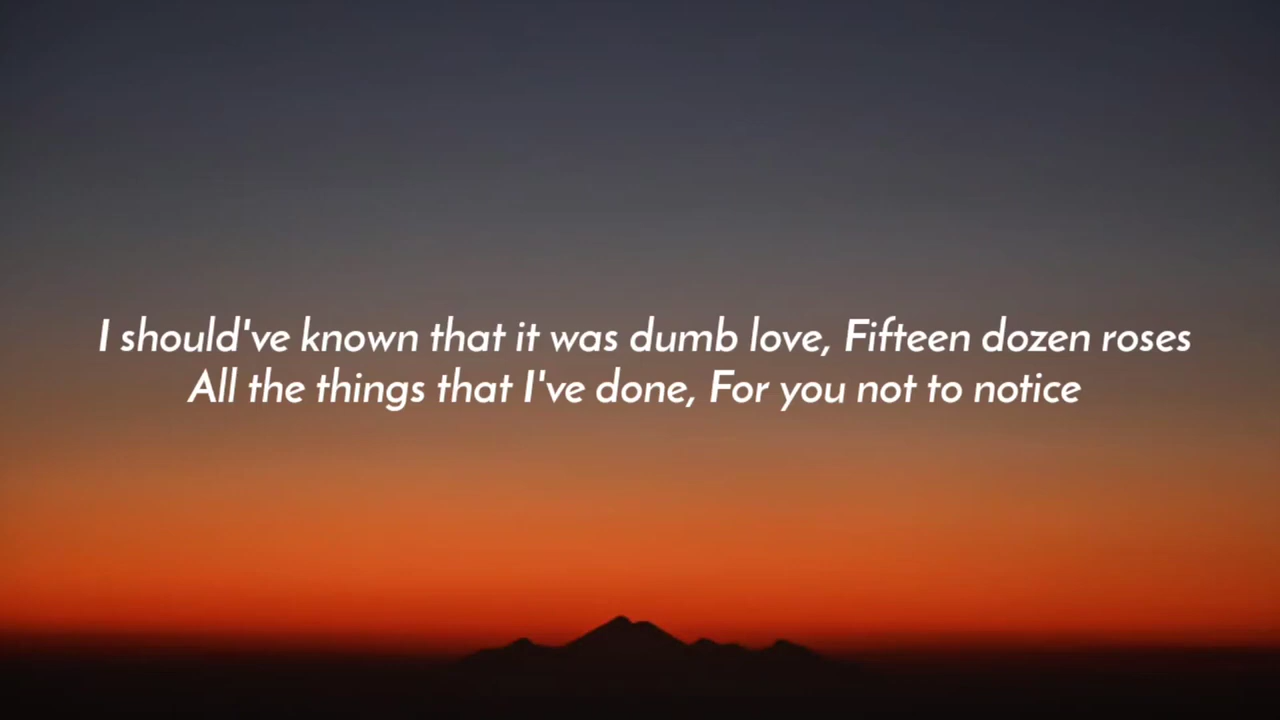 I should've known that it was dumb love, Fifteen dozen roses
All the things that I've done, For you not to notice